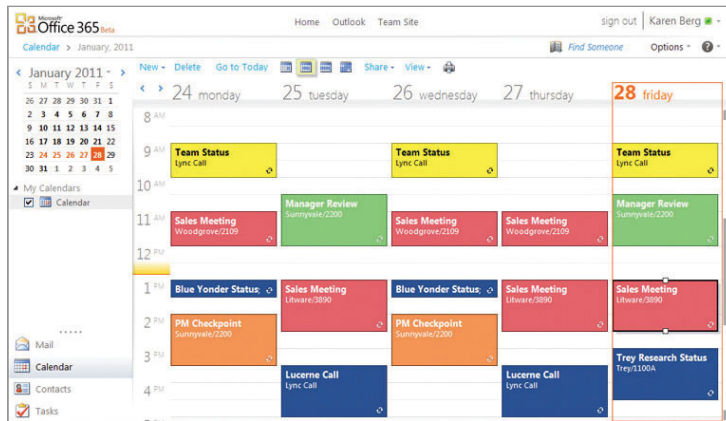 Microsoft®
Office 365 Beta
Home Outlook Team Site
sign out Karen Berg
Calendar > January, 2011
Find Someone Options ?
< January 2011 >
New Delete Go to Today Share View
S M T W T F S
26 27 28 29 30 31 1
2 3 4 5 6 7 8
9 10 11 12 13 14 15
16 17 18 19 20 21 22
23 24 25 26 27 28 29
30 31 1 2 3 4 5
My Calendars
Calendar
Mail
Calendar
Contacts
Tasks
< > 24 monday 25 tuesday 26 wednesday 27 thursday 28 friday
8 AM
9 AM
10 AM
11 AM
12 PM
1 PM
2 PM
3 PM
4 PM
Team Status
Lync Call
Sales Meeting
Woodgrove/2109
Blue Yonder Status;
PM Checkpoint
Sunnyvale/2200
Manager Review
Sunnyvale/2200
Sales Meeting
Litware/3890
Lucerne Call
Lync Call
Team Status
Lync Call
Sales Meeting
Woodgrove/2109
Blue Yonder Status;
PM Checkpoint
Sunnyvale/2200
Sales Meeting
Woodgrove/2109
Sales Meeting
Litware/3890
Lucerne Call
Lync Call
Team Status
Lync Call
Manager Review
Sunnyvale/2200
Sales Meeting
Litware/3890
Trey Research Status
Trey/1100A